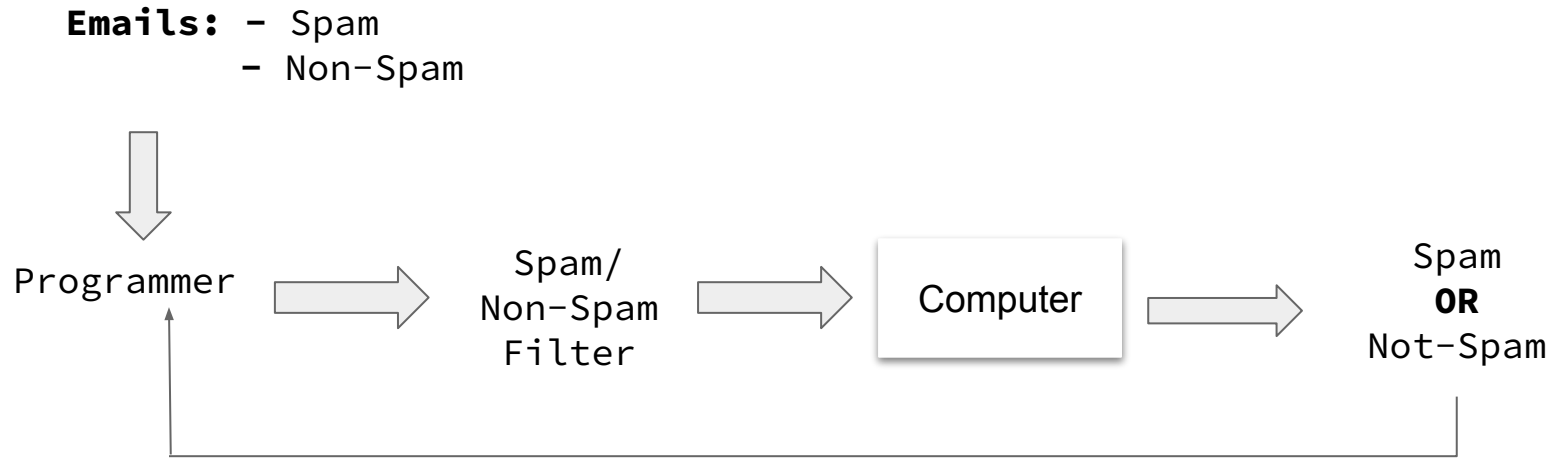 Emails: - Spam
- Non-Spam
Programmer
Spam/
Non-Spam
Filter
Computer
Spam
OR
Not-Spam